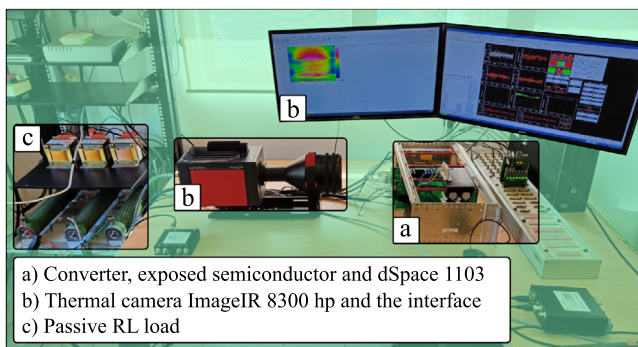 b
c
b
a
a) Converter, exposed semiconductor and dSpace 1103
b) Thermal camera ImageIR 8300 hp and the interface
c) Passive RL load